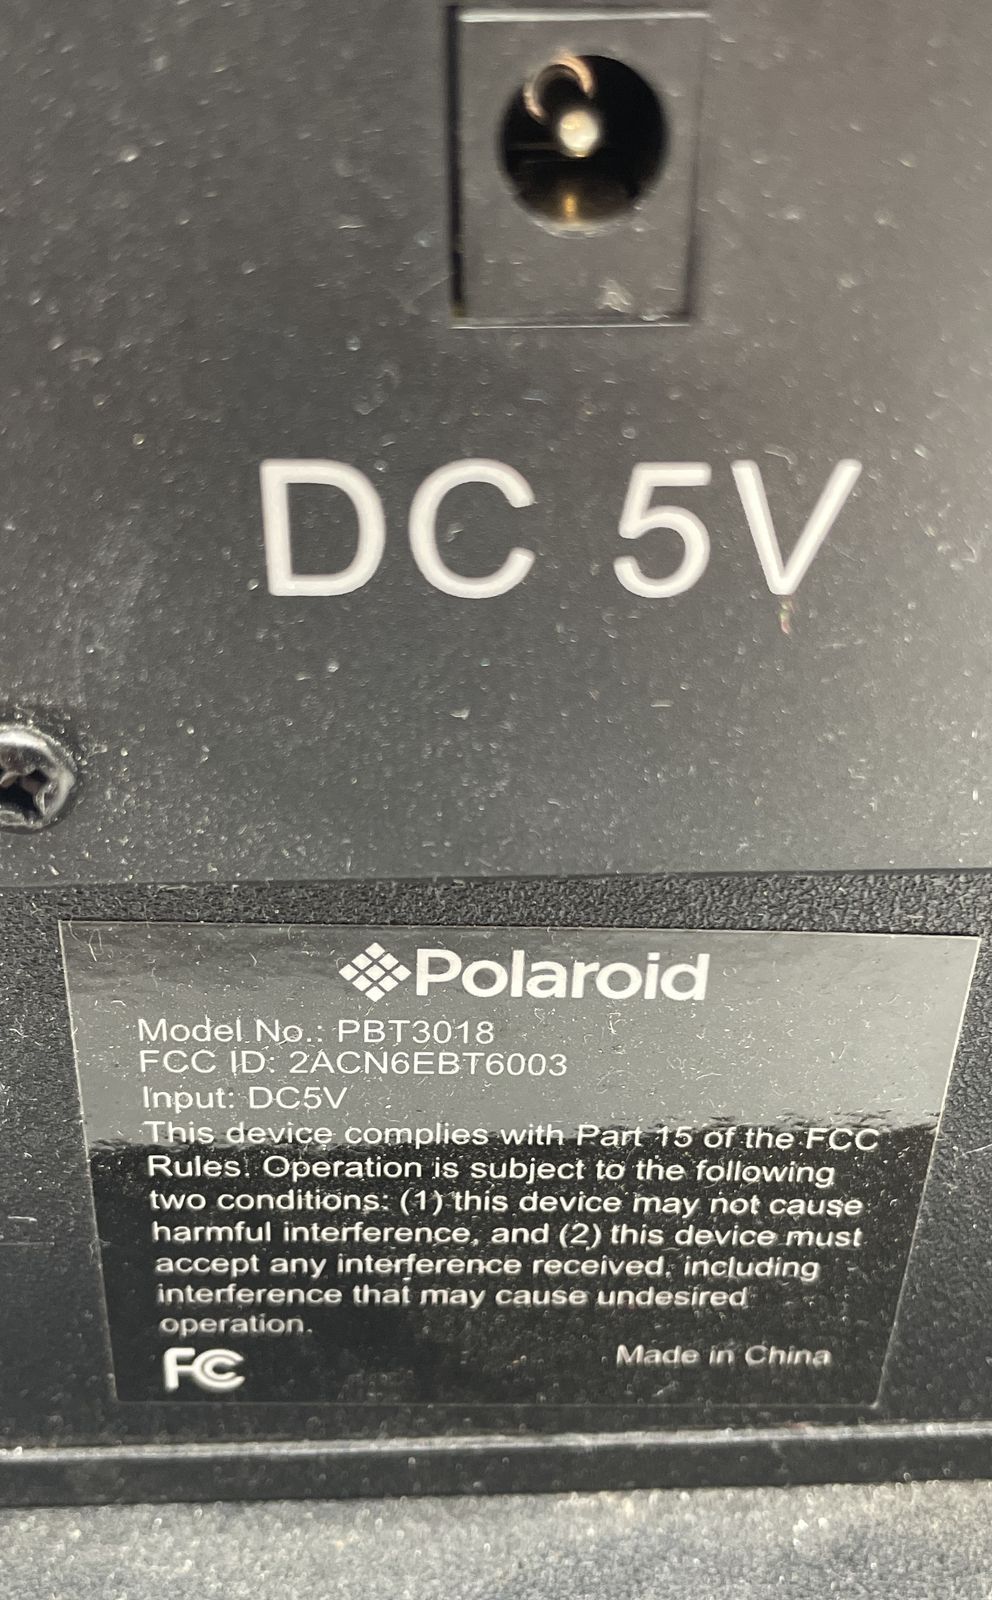 DC 5V
Polaroid
Model No.: PBT3018
FCC ID: 2ACN6EBT6003
Input: DC5V
This device complies with Part 15 of the FCC
Rules. Operation is subject to the following
two conditions: (1) this device may not cause
harmful interference, and (2) this device must
accept any interference received, including
interference that may cause undesired
operation.
FC Made in China